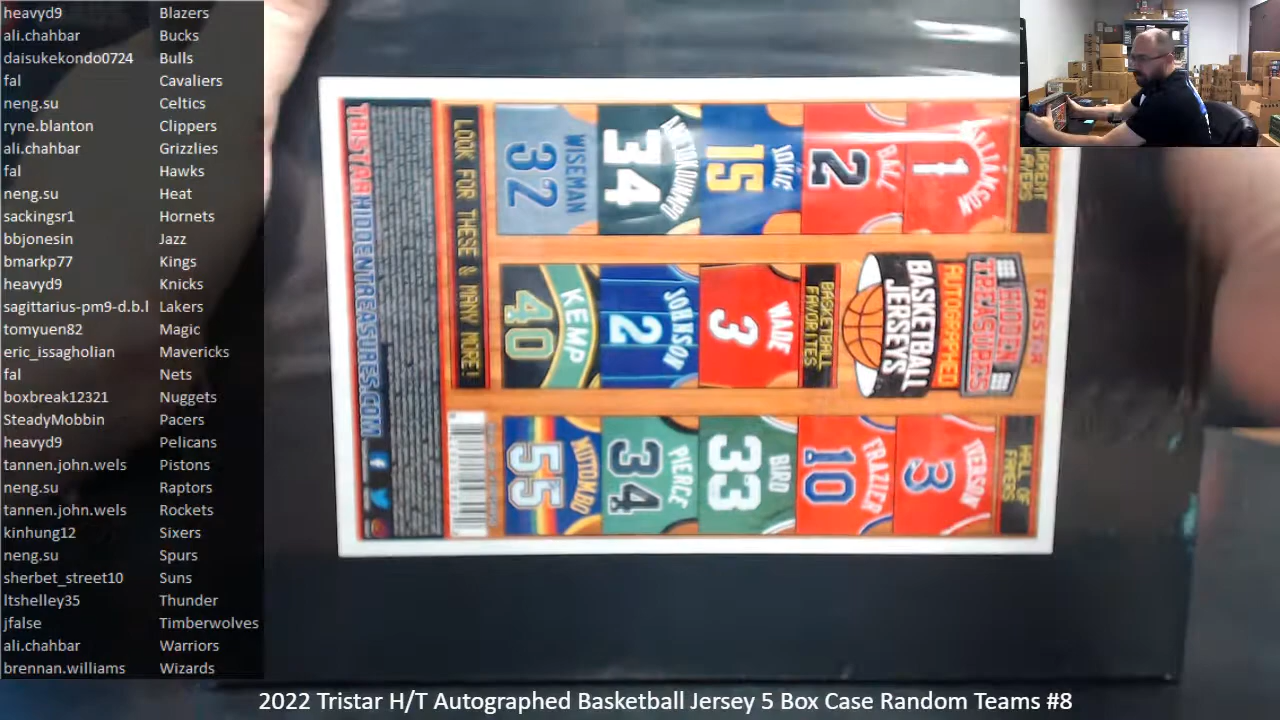 heavyd9 Blazers
ali.chahbar Bucks
daisukekondo0724 Bulls
fal Cavaliers
neng.su Celtics
ryne.blanton Clippers
ali.chahbar Grizzlies
fal Hawks
neng.su Heat
sackingsr1 Hornets
bbjonesin Jazz
bmarkp77 Kings
heavyd9 Knicks
sagittarius-pm9-d.b.l Lakers
tomyuen82 Magic
eric_issagholian Mavericks
fal Nets
boxbreak12321 Nuggets
SteadyMobbin Pacers
heavyd9 Pelicans
tannen.john.wels Pistons
neng.su Raptors
tannen.john.wels Rockets
kinhung12 Sixers
neng.su Spurs
sherbet_street10 Suns
ltshelley35 Thunder
jfalse Timberwolves
ali.chahbar Warriors
brennan.williams Wizards
TRISTAR
HIDDEN
TREASURES
AUTOGRAPHED
BASKETBALL
JERSEYS
PLAYERS
WILLIAMSON
1
BALL
2
JOKIC
15
ANTETOKOUNMPO
34
WISEMAN
32
BASKETBALL
FAVORITES
WADE
3
JOHNSON
2
KEMP
40
HALL OF
FAMERS
IVERSON
3
FRAZIER
10
BIRD
33
PIERCE
34
MUTOMBO
55
LOOK FOR THESE & MANY MORE!
TRISTARHIDDENTREASURES.COM
2022 Tristar H/T Autographed Basketball Jersey 5 Box Case Random Teams #8